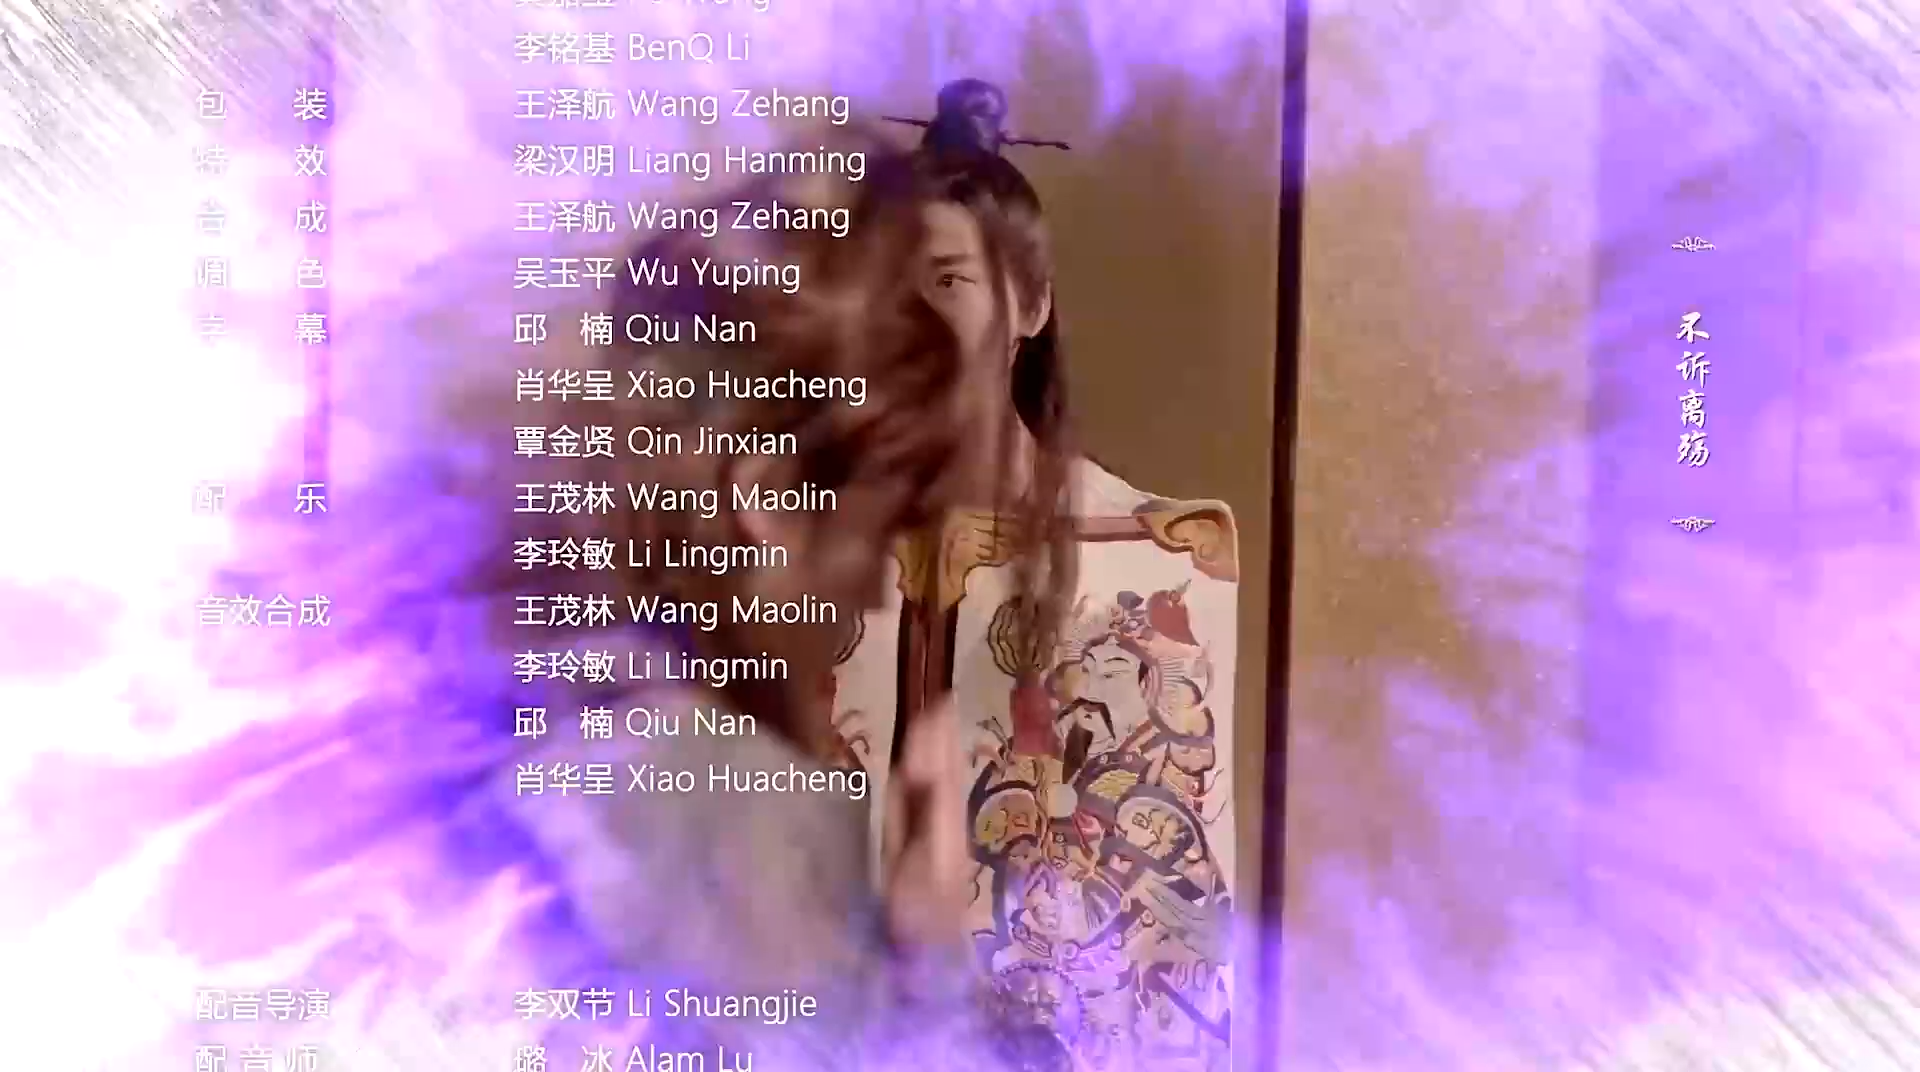 李铭基 BenQ Li
包 装 王泽航 Wang Zehang
特 效 梁汉明 Liang Hanming
合 成 王泽航 Wang Zehang
调 色 吴玉平 Wu Yuping
字 幕 邱 楠 Qiu Nan
肖华呈 Xiao Huacheng
覃金贤 Qin Jinxian
配 乐 王茂林 Wang Maolin
李玲敏 Li Lingmin
音效合成 王茂林 Wang Maolin
李玲敏 Li Lingmin
邱 楠 Qiu Nan
肖华呈 Xiao Huacheng
配音导演 李双节 Li Shuangjie
配 音 师 璐 冰 Alam Lu
不诉离殇